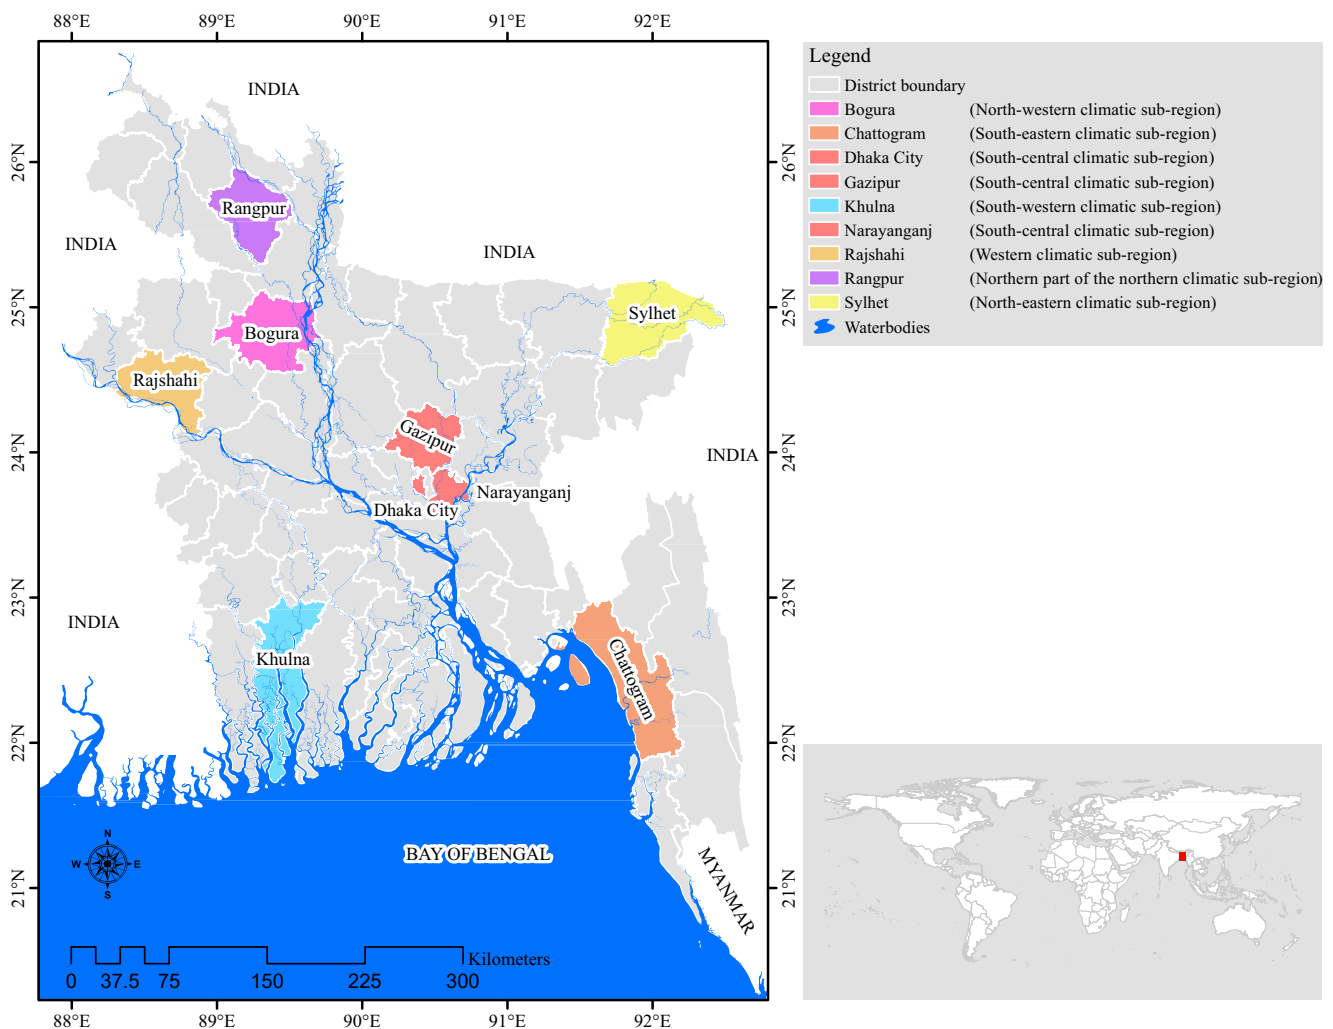 88°E 89°E 90°E 91°E 92°E
Legend
District boundary
Bogura (North-western climatic sub-region)
Chattogram (South-eastern climatic sub-region)
Dhaka City (South-central climatic sub-region)
Gazipur (South-central climatic sub-region)
Khulna (South-western climatic sub-region)
Narayanganj (South-central climatic sub-region)
Rajshahi (Western climatic sub-region)
Rangpur (Northern part of the northern climatic sub-region)
Sylhet (North-eastern climatic sub-region)
Waterbodies
INDIA
26°N 26°N
Rangpur
INDIA
INDIA
25°N 25°N
Sylhet
Bogura
Rajshahi
Gazipur
24°N 24°N
INDIA
Narayanganj
Dhaka City
23°N 23°N
INDIA
Khulna
Chattogram
22°N 22°N
N
W E
S
BAY OF BENGAL
MYANMAR
21°N 21°N
Kilometers
0 37.5 75 150 225 300
88°E 89°E 90°E 91°E 92°E